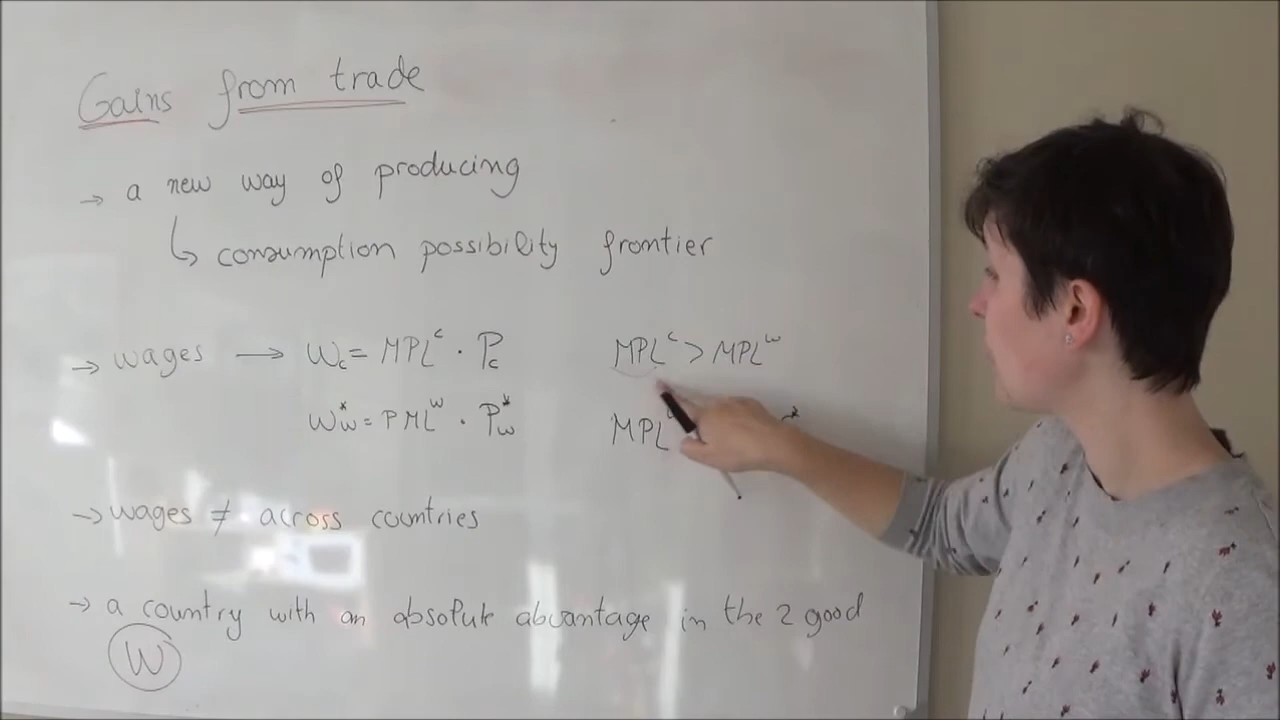 Gains from trade
→ a new way of producing
↳ consumption possibility frontier
→ wages → Wc = MPLᶜ · Pc MPLᶜ > MPLʷ
W*w = PMLʷ · P*w MPL
→ wages ≠ across countries
→ a country with an absolute abvantage in the 2 good
W